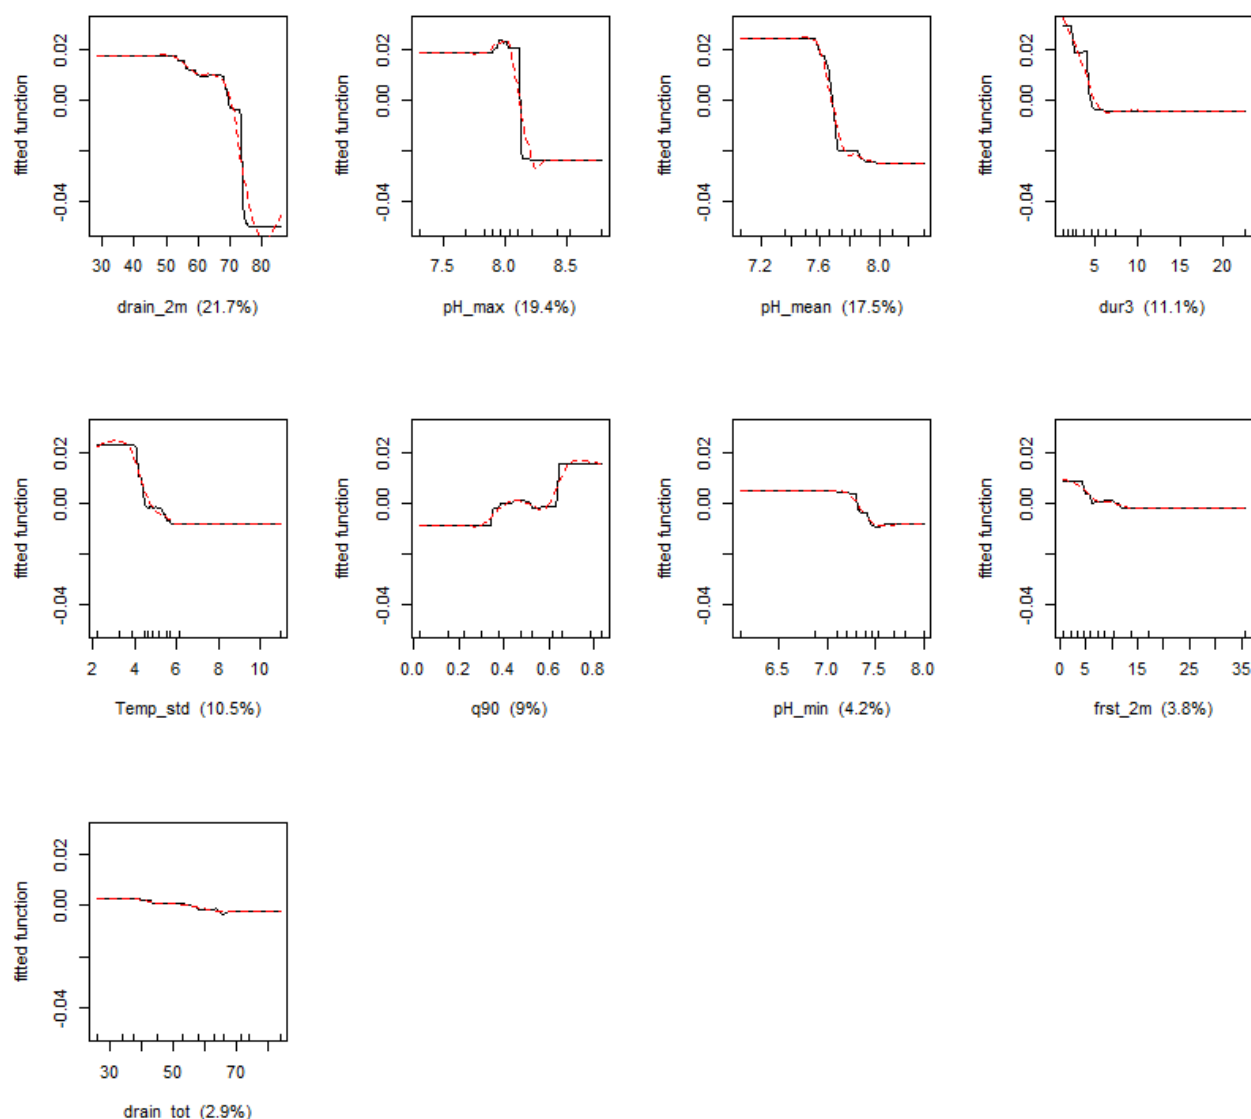 fitted function
0.02
0.00
-0.04
30 40 50 60 70 80
drain_2m (21.7%)
fitted function
0.02
0.00
-0.04
7.5 8.0 8.5
pH_max (19.4%)
fitted function
0.02
0.00
-0.04
7.2 7.6 8.0
pH_mean (17.5%)
fitted function
0.02
0.00
-0.04
5 10 15 20
dur3 (11.1%)
fitted function
0.02
0.00
-0.04
2 4 6 8 10
Temp_std (10.5%)
fitted function
0.02
0.00
-0.04
0.0 0.2 0.4 0.6 0.8
q90 (9%)
fitted function
0.02
0.00
-0.04
6.5 7.0 7.5 8.0
pH_min (4.2%)
fitted function
0.02
0.00
-0.04
0 5 15 25 35
frst_2m (3.8%)
fitted function
0.02
0.00
-0.04
30 50 70
drain_tot (2.9%)